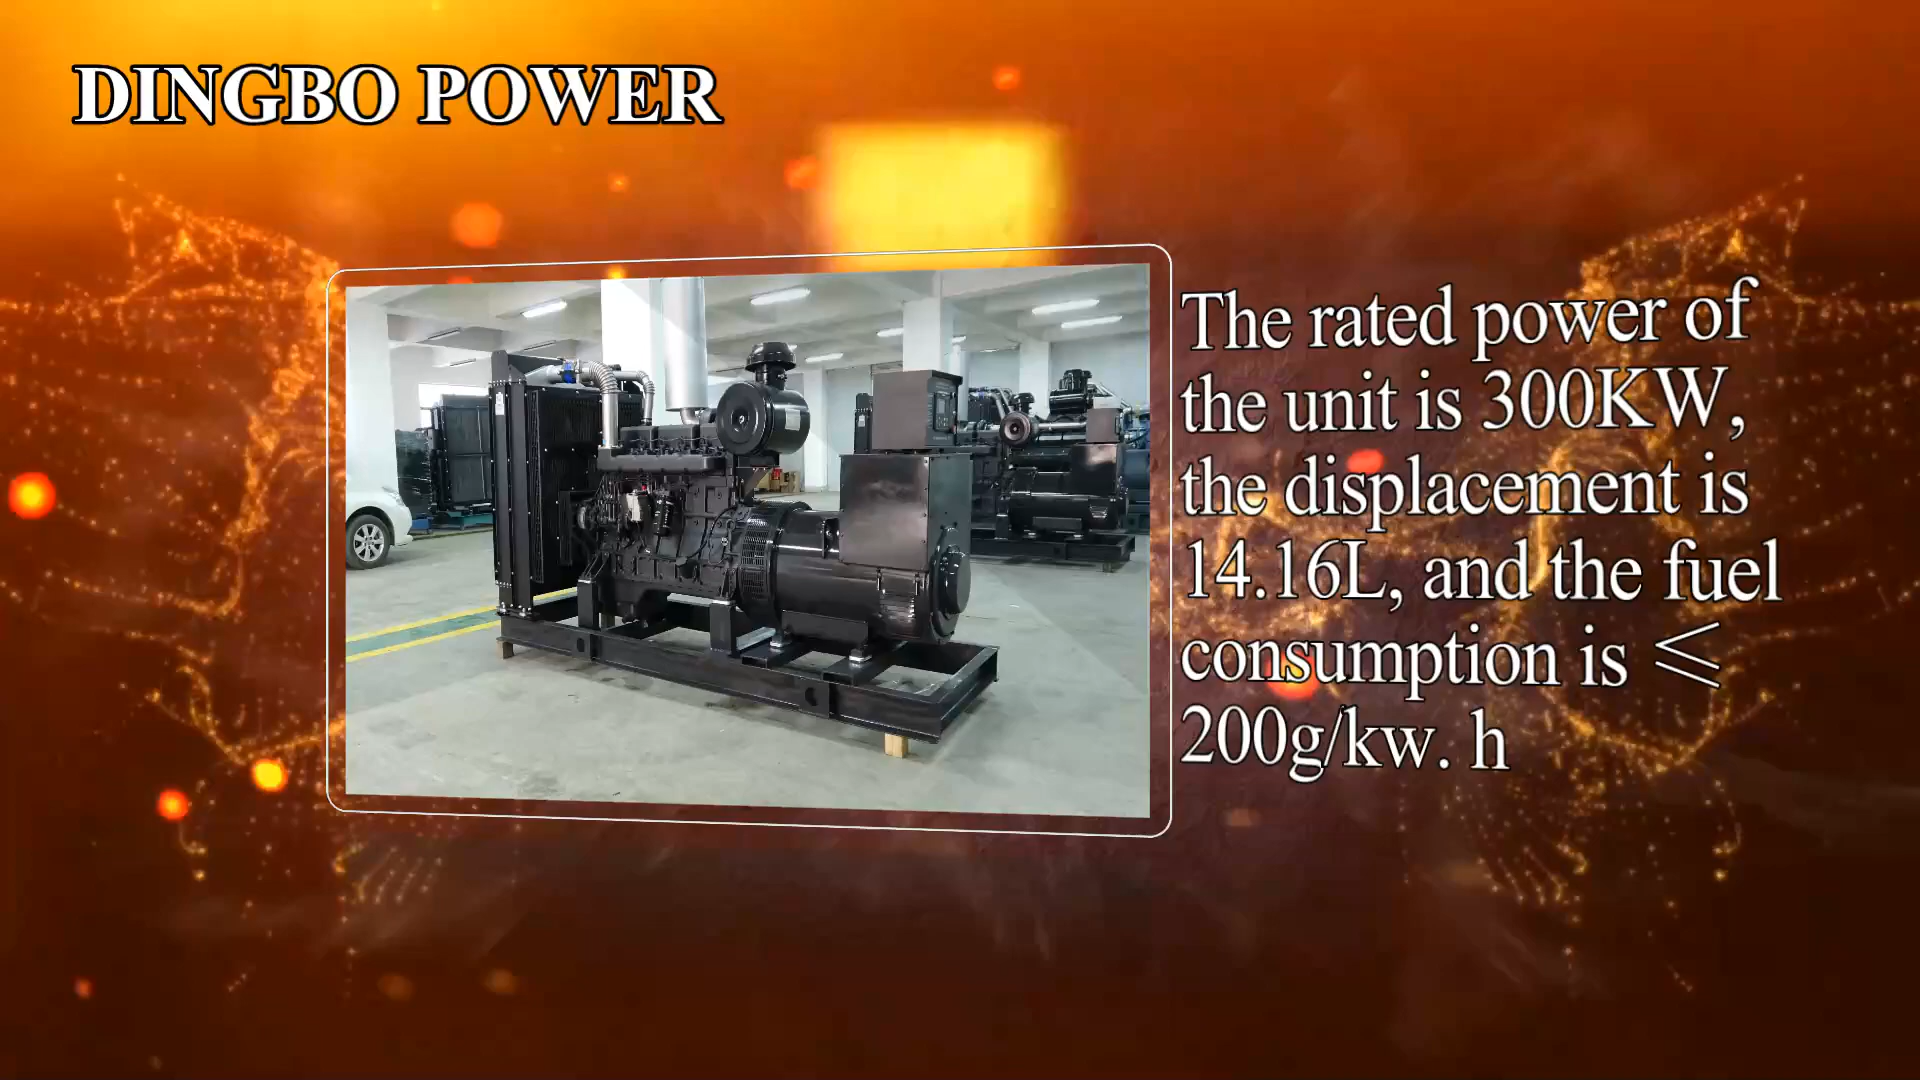 DINGBO POWER
The rated power of
the unit is 300KW,
the displacement is
14.16L, and the fuel
consumption is ≤
200g/kw. h